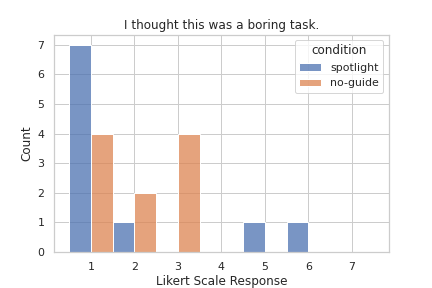 I thought this was a boring task.
condition
spotlight
no-guide
7
6
5
4
3
2
1
0
Count
1 2 3 4 5 6 7
Likert Scale Response